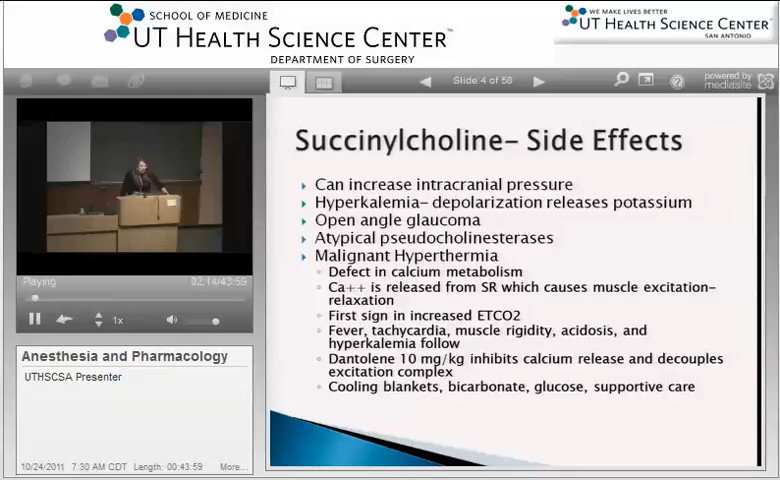 SCHOOL OF MEDICINE
UT HEALTH SCIENCE CENTER™
DEPARTMENT OF SURGERY
WE MAKE LIVES BETTER
UT HEALTH SCIENCE CENTER
SAN ANTONIO
Slide 4 of 58
powered by
mediasite
Playing
02:14/43:59
1x
Anesthesia and Pharmacology
UTHSCSA Presenter
10/24/2011 7:30 AM CDT Length: 00:43:59 More...
Succinylcholine- Side Effects
Can increase intracranial pressure
Hyperkalemia- depolarization releases potassium
Open angle glaucoma
Atypical pseudocholinesterases
Malignant Hyperthermia
Defect in calcium metabolism
Ca++ is released from SR which causes muscle excitation-
relaxation
First sign in increased ETCO2
Fever, tachycardia, muscle rigidity, acidosis, and
hyperkalemia follow
Dantolene 10 mg/kg inhibits calcium release and decouples
excitation complex
Cooling blankets, bicarbonate, glucose, supportive care